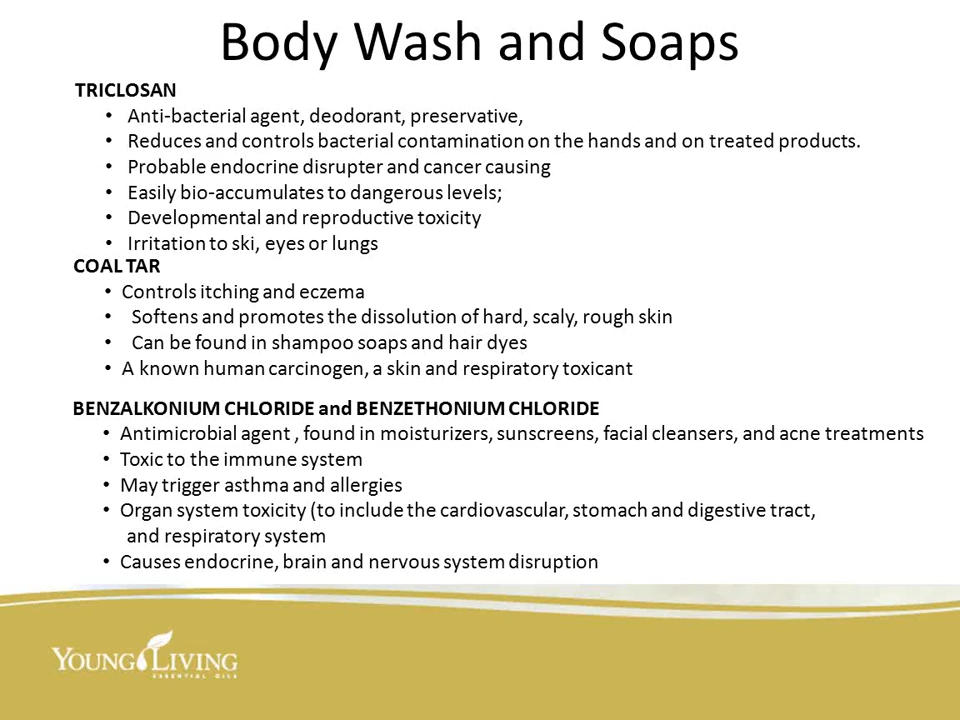 Body Wash and Soaps
TRICLOSAN
• Anti-bacterial agent, deodorant, preservative,
• Reduces and controls bacterial contamination on the hands and on treated products.
• Probable endocrine disrupter and cancer causing
• Easily bio-accumulates to dangerous levels;
• Developmental and reproductive toxicity
• Irritation to ski, eyes or lungs
COAL TAR
• Controls itching and eczema
• Softens and promotes the dissolution of hard, scaly, rough skin
• Can be found in shampoo soaps and hair dyes
• A known human carcinogen, a skin and respiratory toxicant
BENZALKONIUM CHLORIDE and BENZETHONIUM CHLORIDE
• Antimicrobial agent , found in moisturizers, sunscreens, facial cleansers, and acne treatments
• Toxic to the immune system
• May trigger asthma and allergies
• Organ system toxicity (to include the cardiovascular, stomach and digestive tract,
and respiratory system
• Causes endocrine, brain and nervous system disruption
YOUNG LIVING
ESSENTIAL OILS